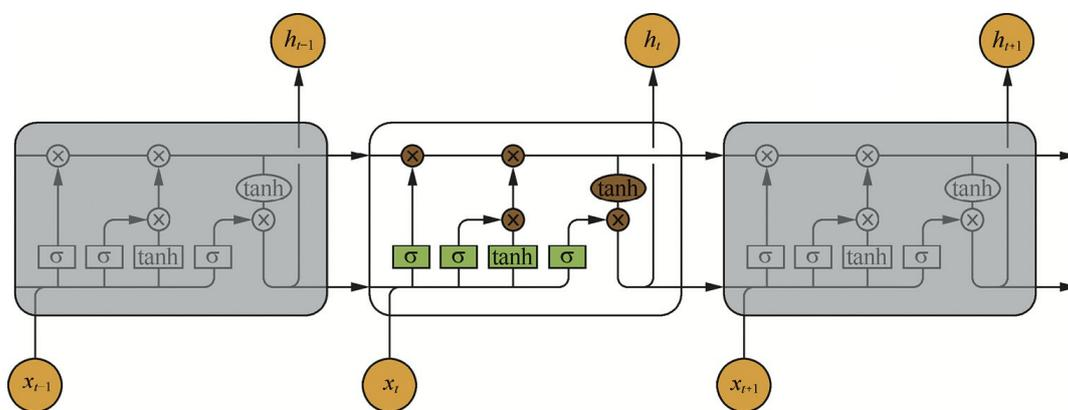 h_{t-1} h_t h_{t+1}
× × × × × ×
tanh tanh tanh
× × × × × ×
σ σ tanh σ σ σ tanh σ σ σ tanh σ
x_{t-1} x_t x_{t+1}